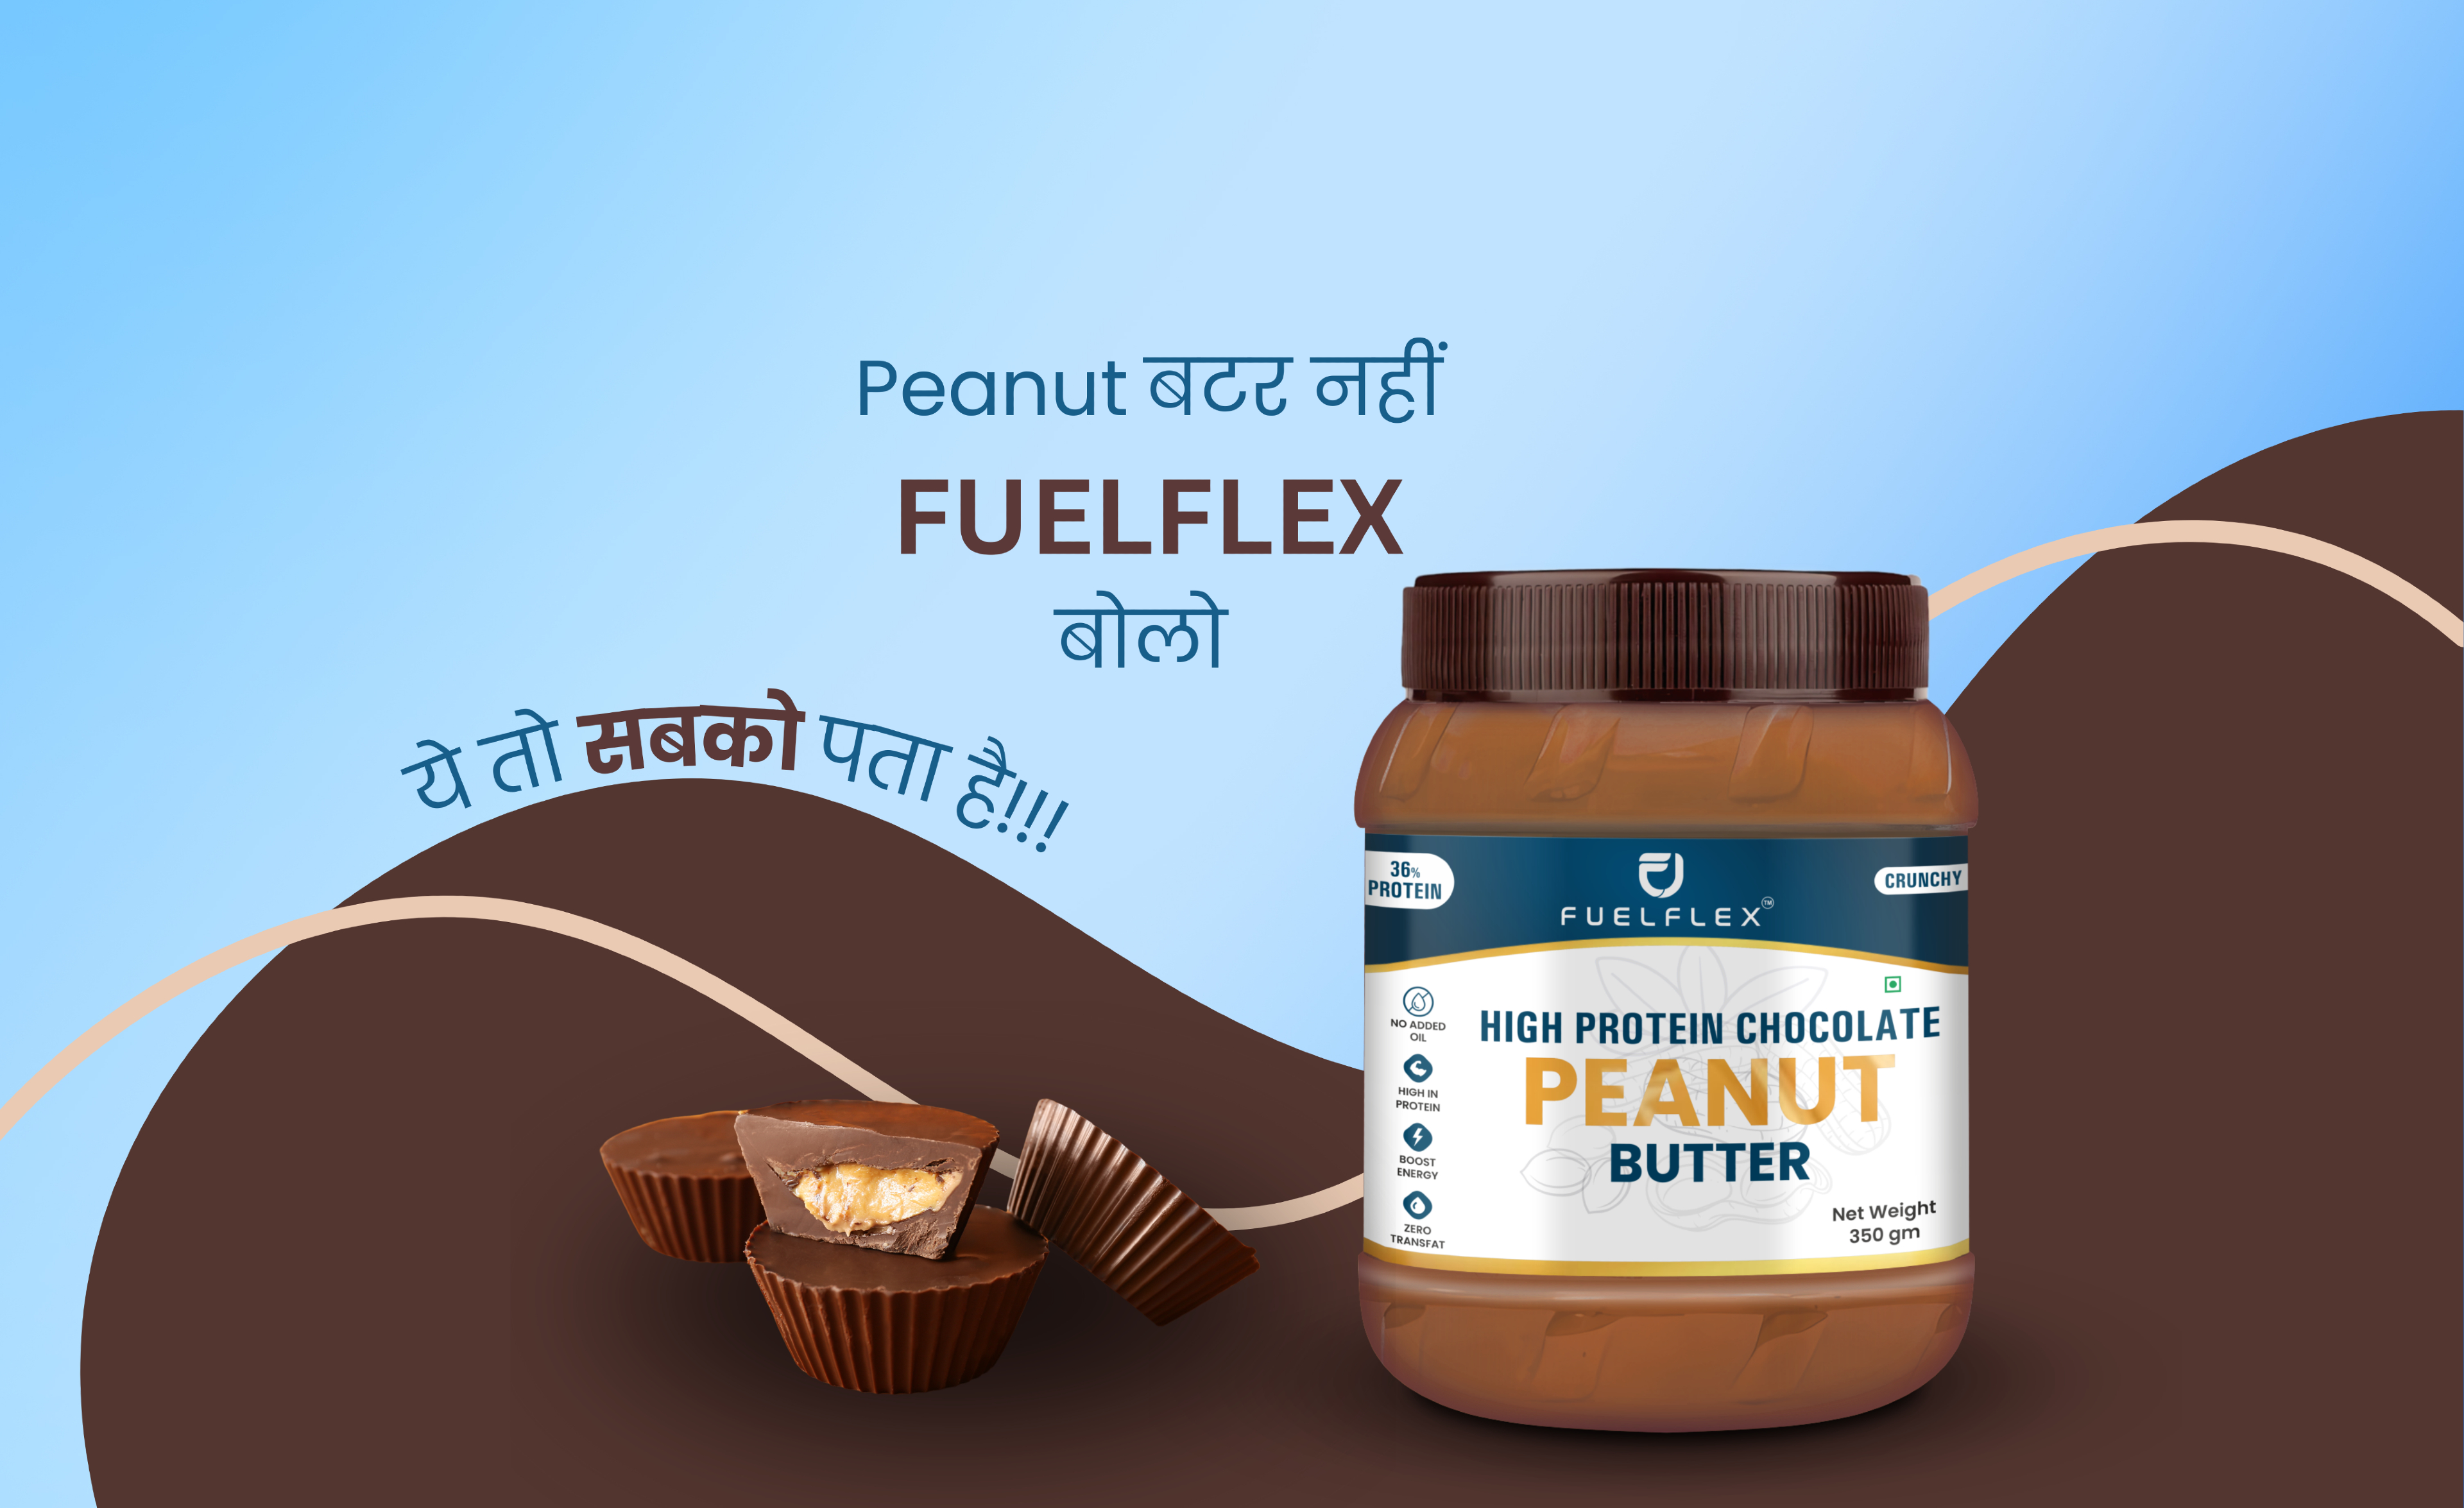 Peanut बटर नहीं
FUELFLEX
बोलो
ये तो सबको पता है!!!
36%
PROTEIN
FUELFLEX™
CRUNCHY
NO ADDED
OIL
HIGH IN
PROTEIN
BOOST
ENERGY
ZERO
TRANSFAT
HIGH PROTEIN CHOCOLATE
PEANUT
BUTTER
Net Weight
350 gm